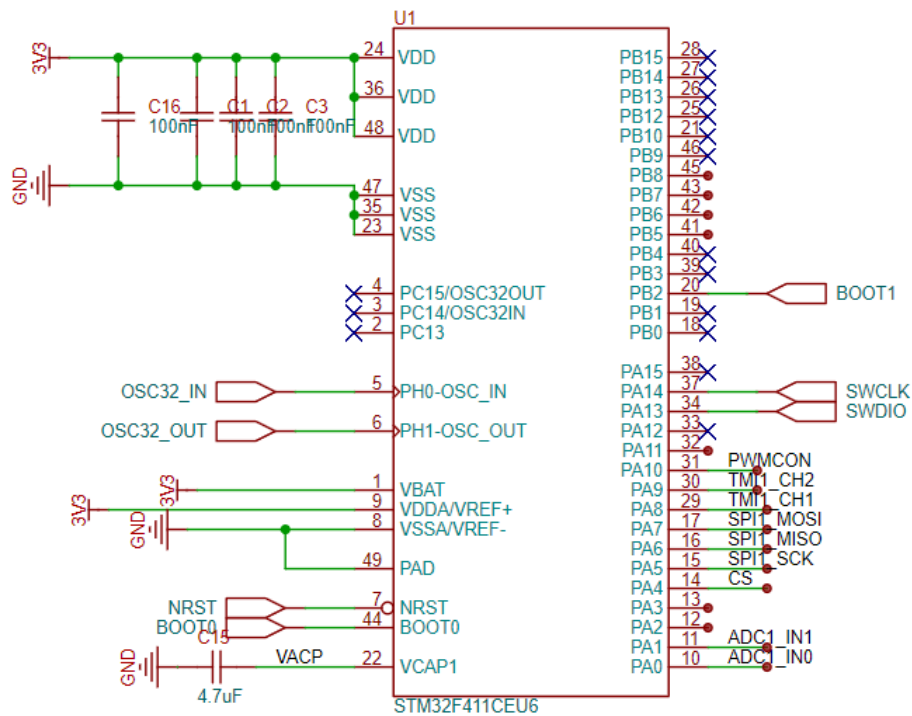 U1
3V3
24 VDD
36 VDD
48 VDD
C16 100nF
C1 100nF
C2 100nF
C3 100nF
GND
47 VSS
35 VSS
23 VSS
4 PC15/OSC32OUT
3 PC14/OSC32IN
2 PC13
OSC32_IN 5 PH0-OSC_IN
OSC32_OUT 6 PH1-OSC_OUT
3V3 1 VBAT
3V3 9 VDDA/VREF+
GND 8 VSSA/VREF-
49 PAD
NRST 7 NRST
BOOT0 44 BOOT0
C15
GND VACP 22 VCAP1
4.7uF
PB15 28
PB14 27
PB13 26
PB12 25
PB10 21
PB9 46
PB8 45
PB7 43
PB6 42
PB5 41
PB4 40
PB3 39
PB2 20 BOOT1
PB1 19
PB0 18
PA15 38
PA14 37 SWCLK
PA13 34 SWDIO
PA12 33
PA11 32
PA10 31 PWMCON
PA9 30 TMI1_CH2
PA8 29 TMI1_CH1
PA7 17 SPI1_MOSI
PA6 16 SPI1_MISO
PA5 15 SPI1_SCK
PA4 14 CS
PA3 13
PA2 12
PA1 11 ADC1_IN1
PA0 10 ADC1_IN0
STM32F411CEU6